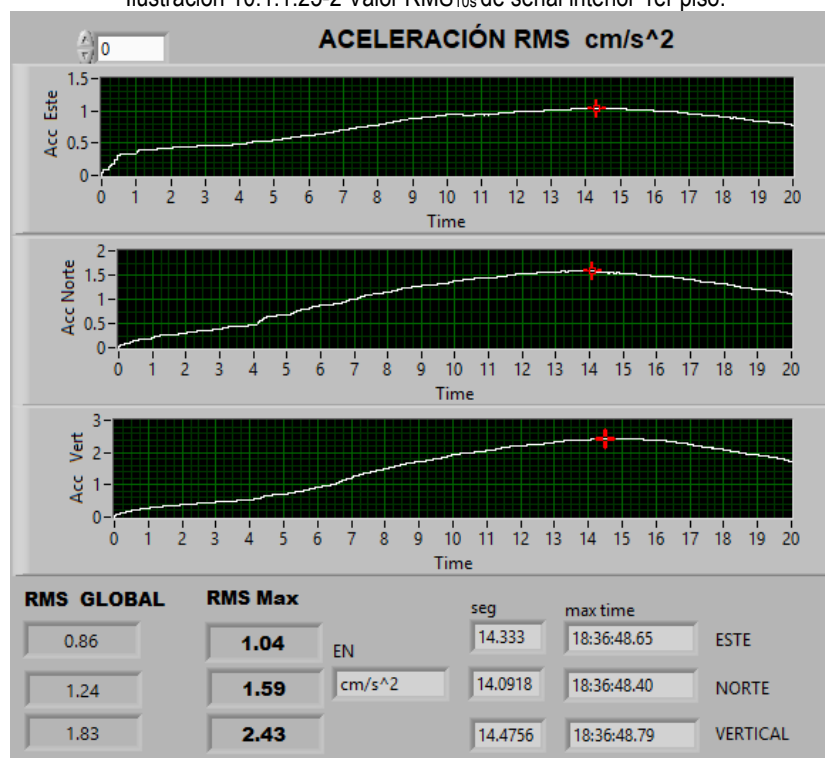 Ilustración 10.1.1.25-2 Valor RMS10s de señal interior 1er piso.
0
ACELERACIÓN RMS cm/s^2
Acc Este
1.5
1
0.5
0
0 1 2 3 4 5 6 7 8 9 10 11 12 13 14 15 16 17 18 19 20
Time
Acc Norte
2
1.5
1
0.5
0
0 1 2 3 4 5 6 7 8 9 10 11 12 13 14 15 16 17 18 19 20
Time
Acc Vert
3
2
1
0
0 1 2 3 4 5 6 7 8 9 10 11 12 13 14 15 16 17 18 19 20
Time
RMS GLOBAL RMS Max seg max time
0.86 1.04 EN 14.333 18:36:48.65 ESTE
1.24 1.59 cm/s^2 14.0918 18:36:48.40 NORTE
1.83 2.43 14.4756 18:36:48.79 VERTICAL